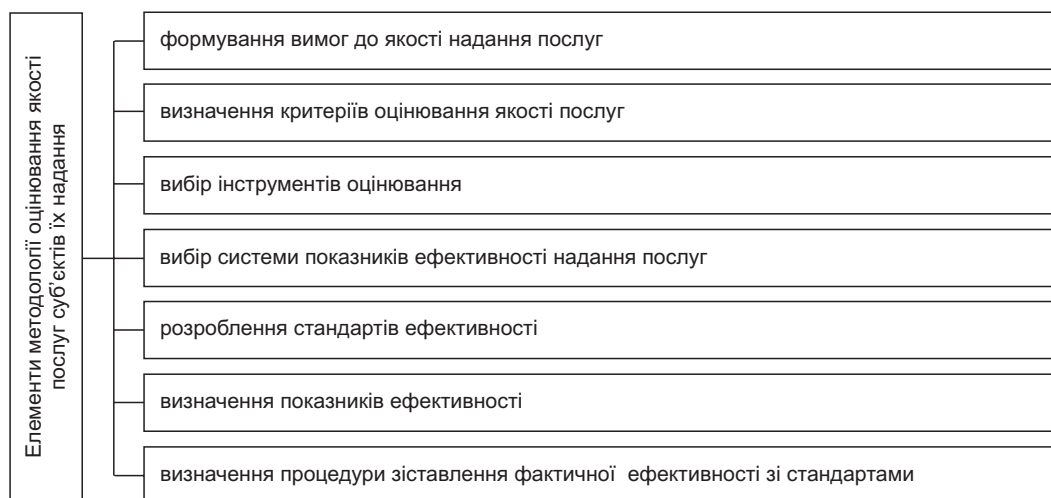 Елементи методології оцінювання якості
послуг суб’єктів їх надання
формування вимог до якості надання послуг
визначення критеріїв оцінювання якості послуг
вибір інструментів оцінювання
вибір системи показників ефективності надання послуг
розроблення стандартів ефективності
визначення показників ефективності
визначення процедури зіставлення фактичної ефективності зі стандартами